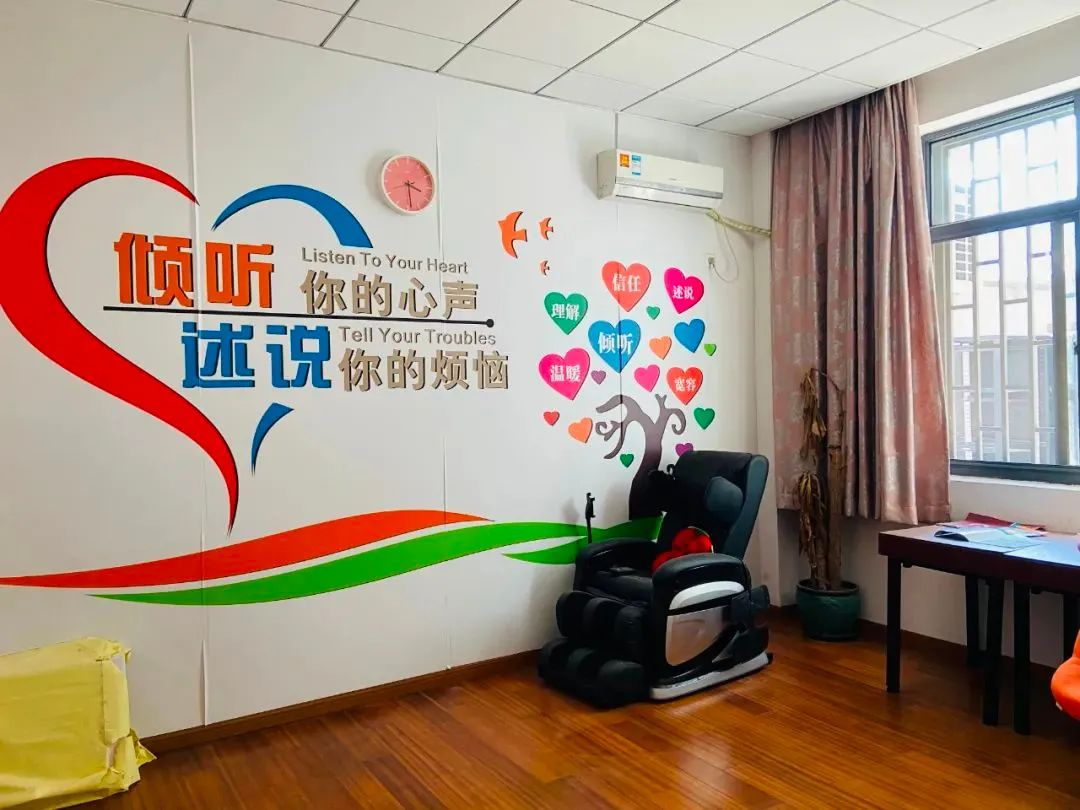 倾听
Listen To Your Heart
你的心声
述说
Tell Your Troubles
你的烦恼
信任
述说
理解
倾听
温暖
宽容